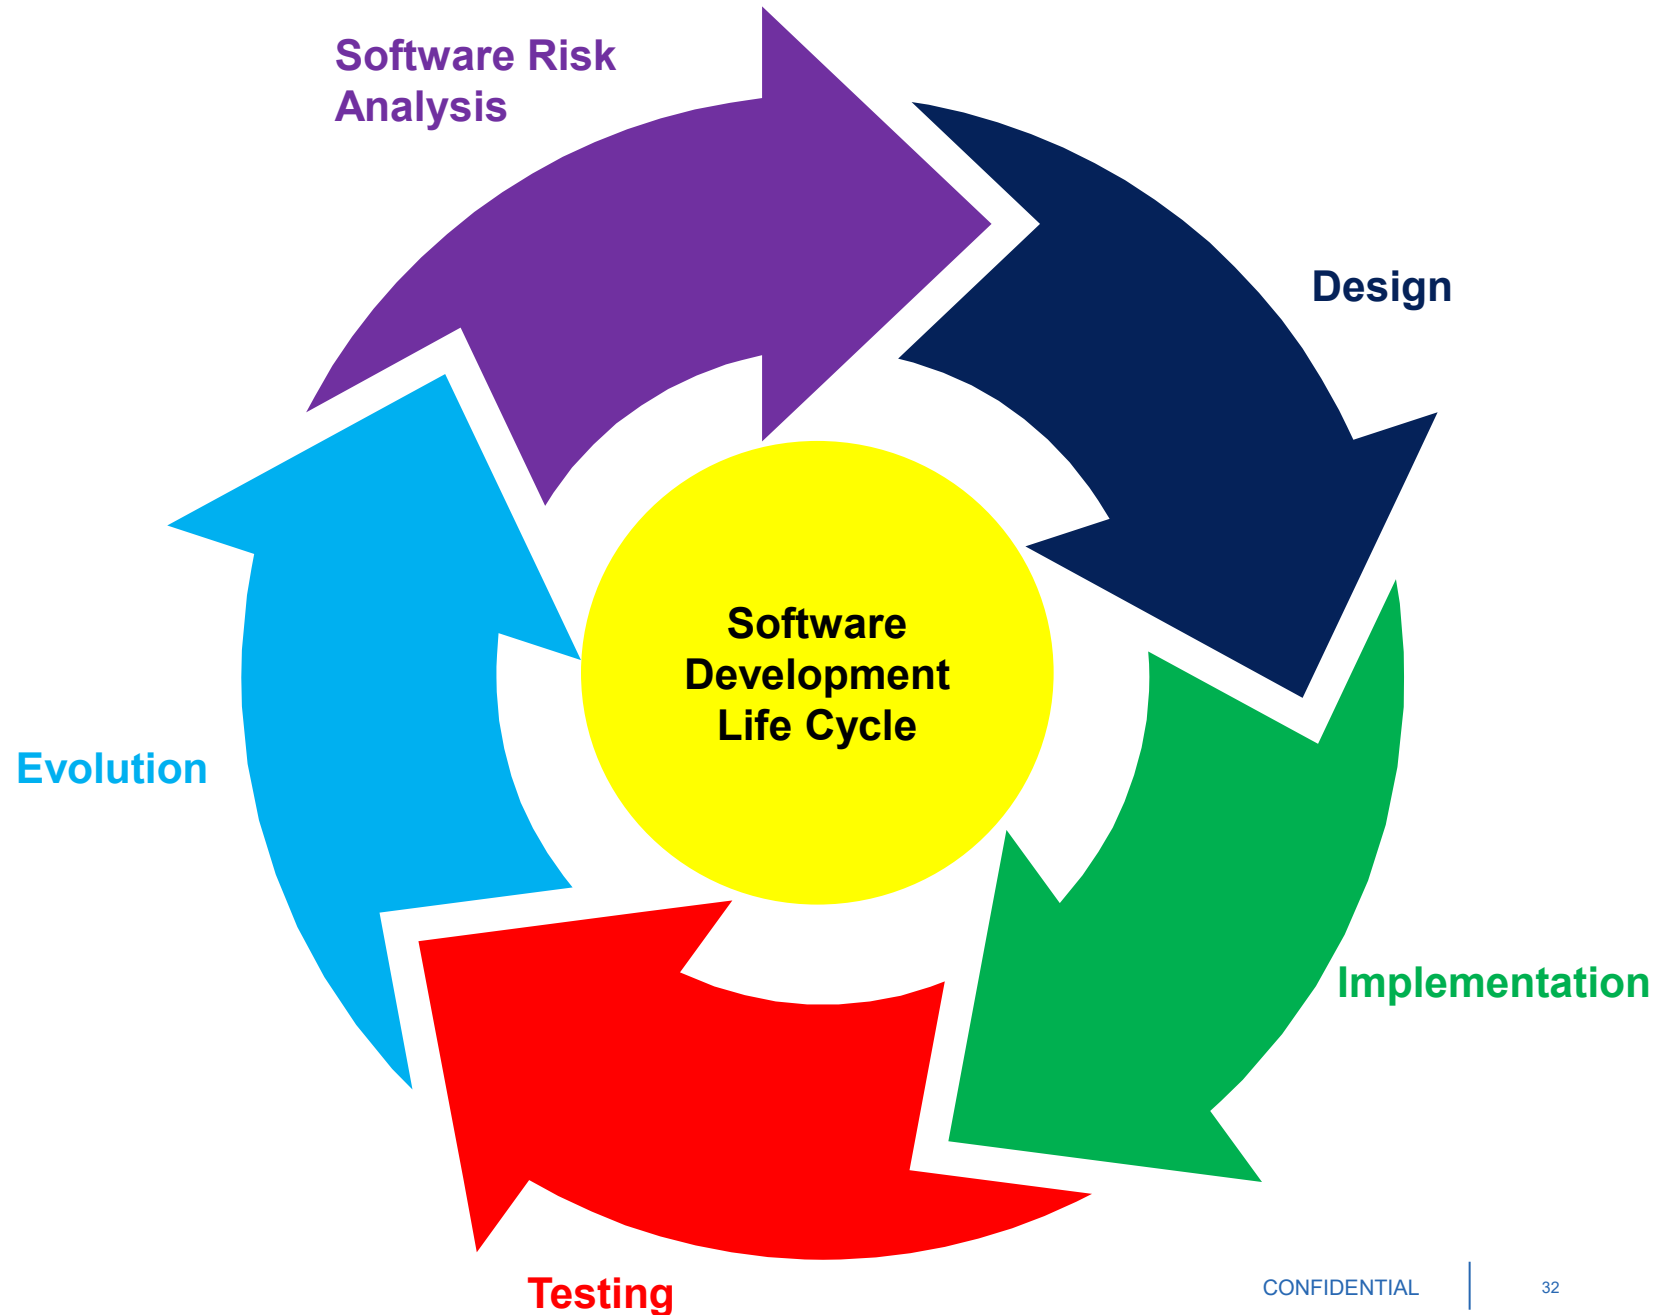 Software Risk
Analysis
Design
Software
Development
Life Cycle
Evolution
Implementation
Testing
CONFIDENTIAL
32